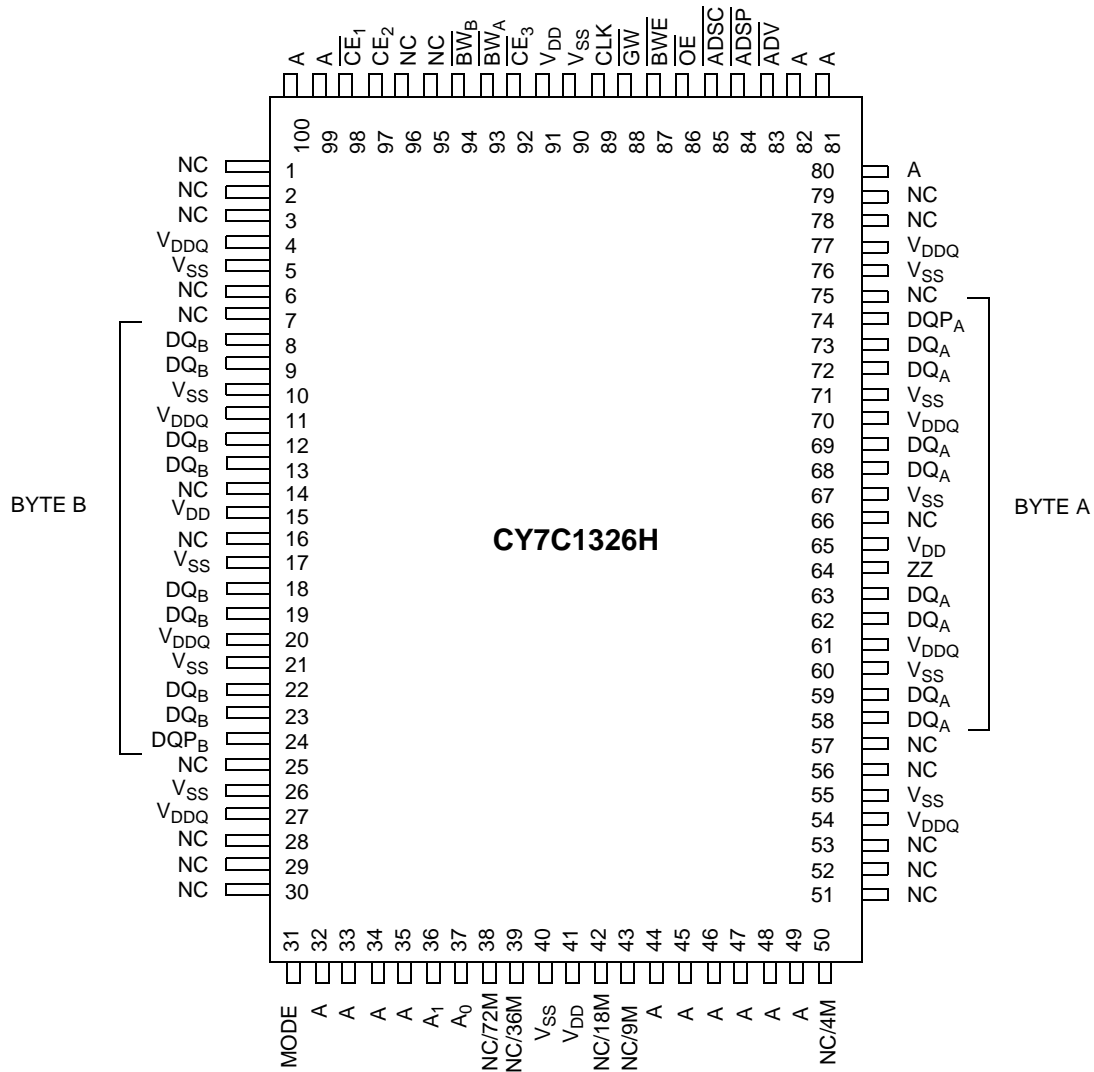 A A CE1 CE2 NC NC BWB BWA CE3 VDD VSS CLK GW BWE OE ADSC ADSP ADV A A
100 99 98 97 96 95 94 93 92 91 90 89 88 87 86 85 84 83 82 81
NC 1 80 A
NC 2 79 NC
NC 3 78 NC
VDDQ 4 77 VDDQ
VSS 5 76 VSS
NC 6 75 NC
NC 7 74 DQPA
DQB 8 73 DQA
DQB 9 72 DQA
VSS 10 71 VSS
VDDQ 11 70 VDDQ
DQB 12 69 DQA
DQB 13 68 DQA
NC 14 67 VSS
BYTE B
BYTE A
VDD 15 66 NC
NC 16 65 VDD
CY7C1326H
VSS 17 64 ZZ
DQB 18 63 DQA
DQB 19 62 DQA
VDDQ 20 61 VDDQ
VSS 21 60 VSS
DQB 22 59 DQA
DQB 23 58 DQA
DQPB 24 57 NC
NC 25 56 NC
VSS 26 55 VSS
VDDQ 27 54 VDDQ
NC 28 53 NC
NC 29 52 NC
NC 30 51 NC
31 32 33 34 35 36 37 38 39 40 41 42 43 44 45 46 47 48 49 50
MODE A A A A A1 A0 NC/72M NC/36M VSS VDD NC/18M NC/9M A A A A A A NC/4M